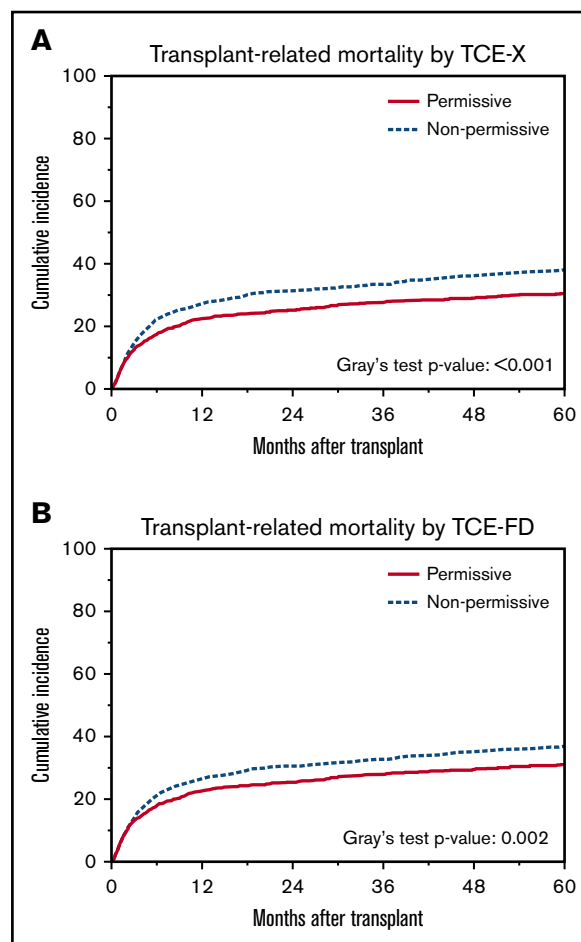 A
Transplant-related mortality by TCE-X
100
80
60
40
20
0
Cumulative incidence
Permissive
Non-permissive
Gray's test p-value: <0.001
0 12 24 36 48 60
Months after transplant
B
Transplant-related mortality by TCE-FD
100
80
60
40
20
0
Cumulative incidence
Permissive
Non-permissive
Gray's test p-value: 0.002
0 12 24 36 48 60
Months after transplant